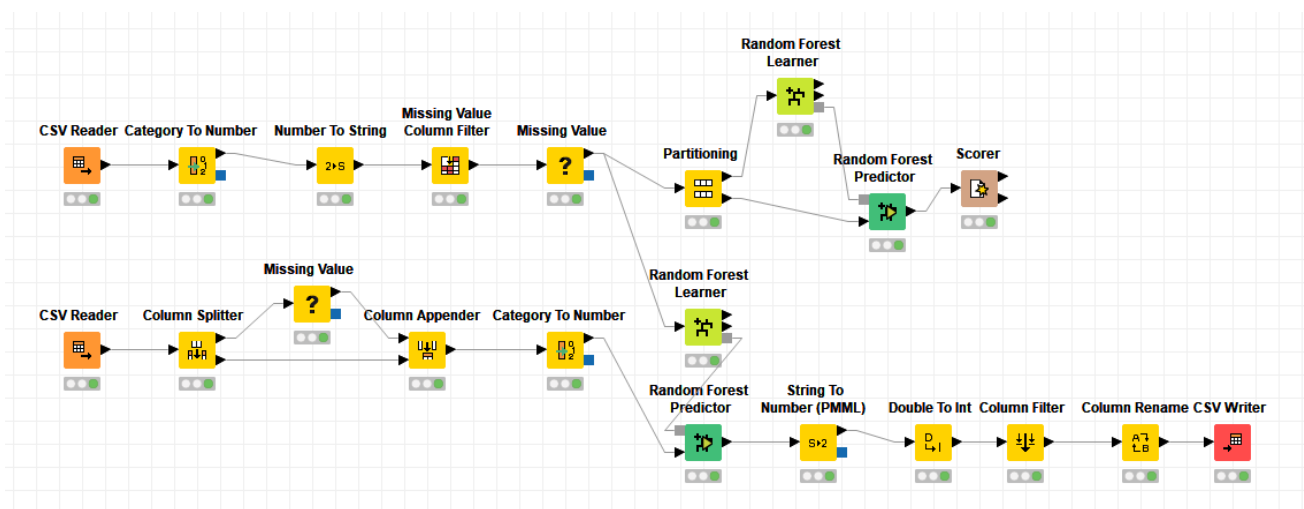 Random Forest
Learner
Missing Value
Column Filter
CSV Reader
Category To Number
Number To String
Missing Value
Partitioning
Random Forest
Predictor
Scorer
Missing Value
Random Forest
Learner
CSV Reader
Column Splitter
Column Appender
Category To Number
Random Forest
Predictor
String To
Number (PMML)
Double To Int
Column Filter
Column Rename
CSV Writer